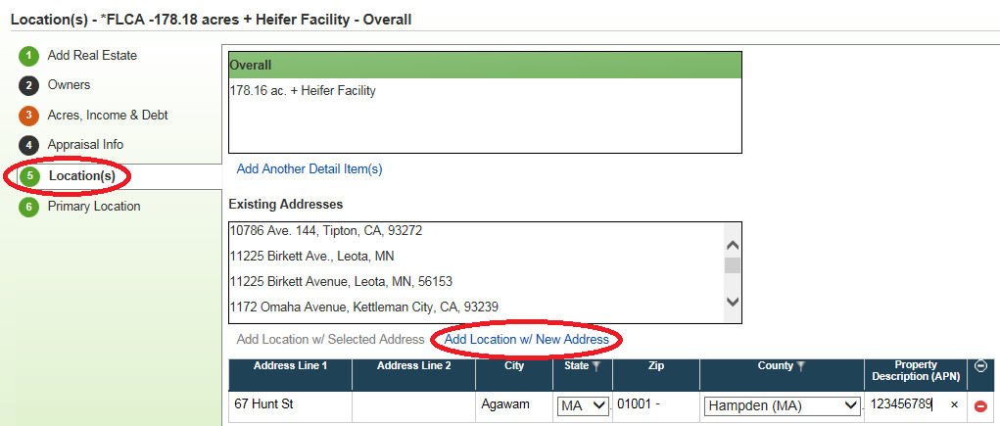 Location(s) - *FLCA -178.18 acres + Heifer Facility - Overall
1 Add Real Estate
2 Owners
3 Acres, Income & Debt
4 Appraisal Info
5 Location(s)
6 Primary Location
Overall
178.16 ac. + Heifer Facility
Add Another Detail Item(s)
Existing Addresses
10786 Ave. 144, Tipton, CA, 93272
11225 Birkett Ave., Leota, MN
11225 Birkett Avenue, Leota, MN, 56153
1172 Omaha Avenue, Kettleman City, CA, 93239
Add Location w/ Selected Address Add Location w/ New Address
Address Line 1 Address Line 2 City State Zip County Property Description (APN)
67 Hunt St Agawam MA 01001 - Hampden (MA) 123456789 ×